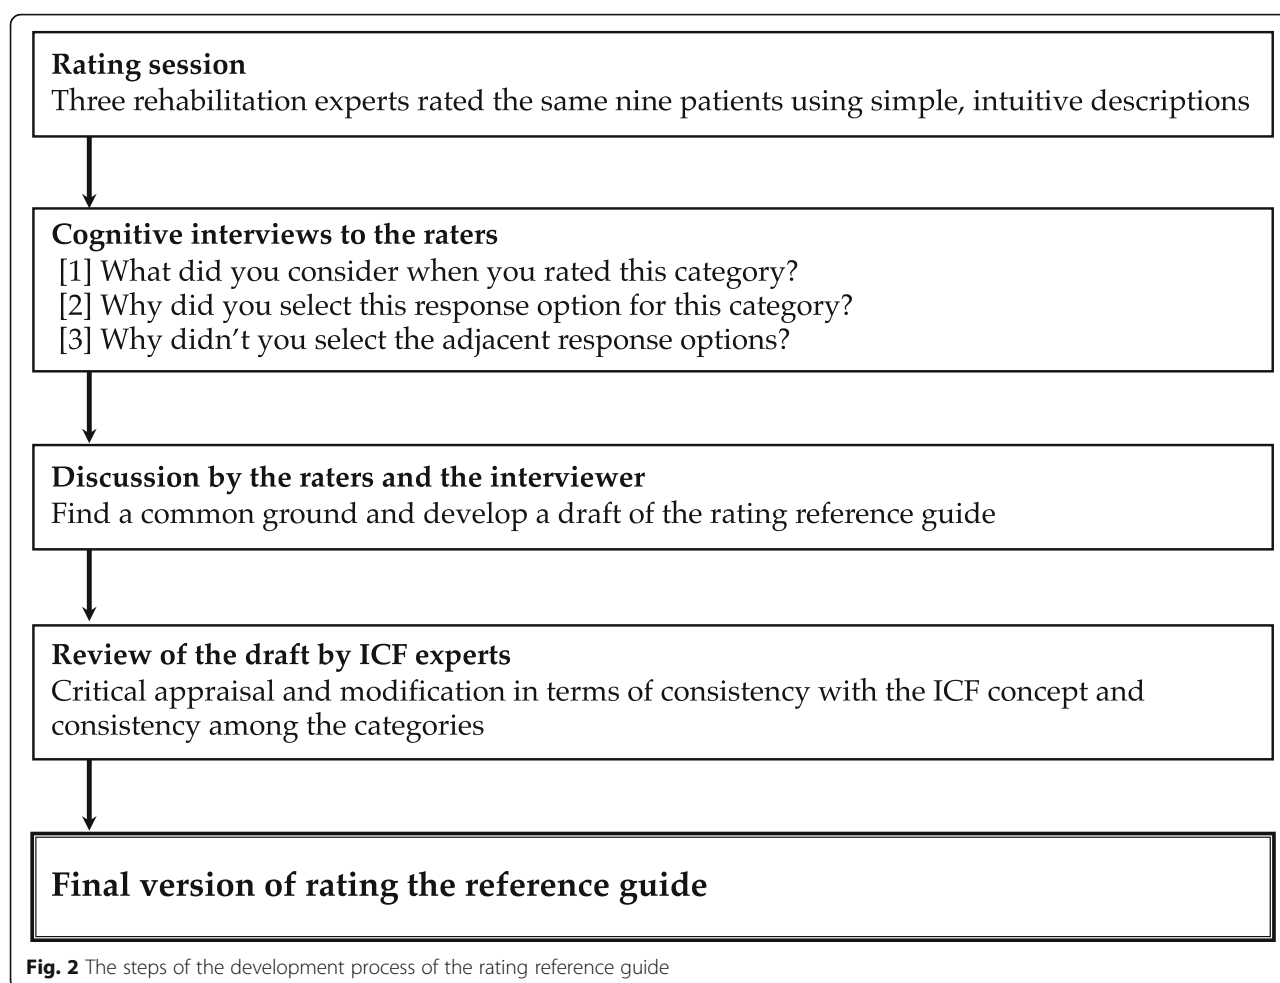 Rating session
Three rehabilitation experts rated the same nine patients using simple, intuitive descriptions
Cognitive interviews to the raters
[1] What did you consider when you rated this category?
[2] Why did you select this response option for this category?
[3] Why didn’t you select the adjacent response options?
Discussion by the raters and the interviewer
Find a common ground and develop a draft of the rating reference guide
Review of the draft by ICF experts
Critical appraisal and modification in terms of consistency with the ICF concept and
consistency among the categories
Final version of rating the reference guide
Fig. 2 The steps of the development process of the rating reference guide